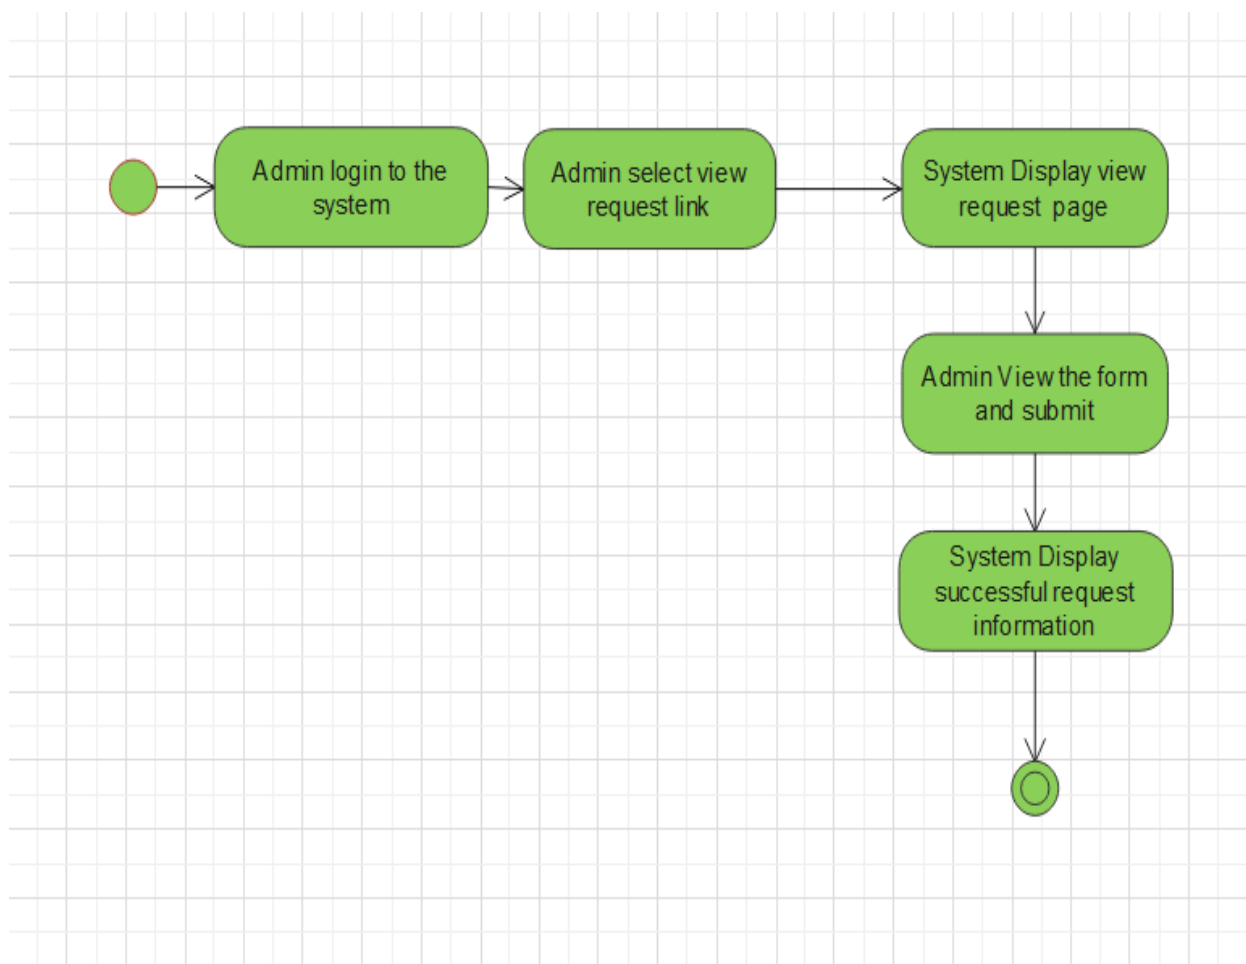 Admin login to the
system
Admin select view
request link
System Display view
request page
Admin View the form
and submit
System Display
successful request
information